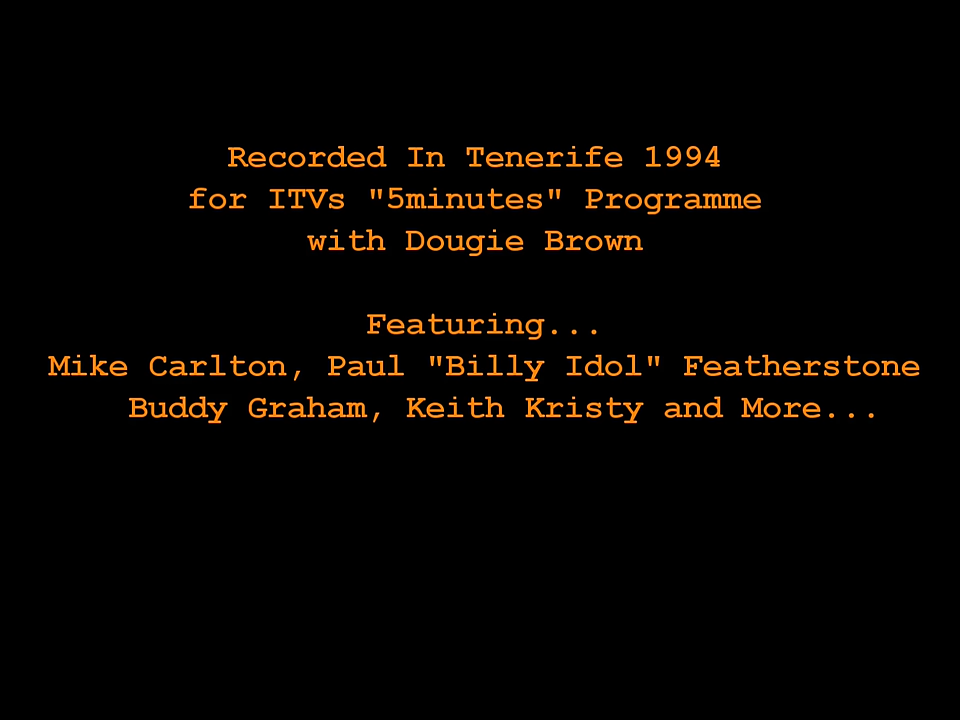 Recorded In Tenerife 1994
for ITVs "5minutes" Programme
with Dougie Brown
Featuring...
Mike Carlton, Paul "Billy Idol" Featherstone
Buddy Graham, Keith Kristy and More...